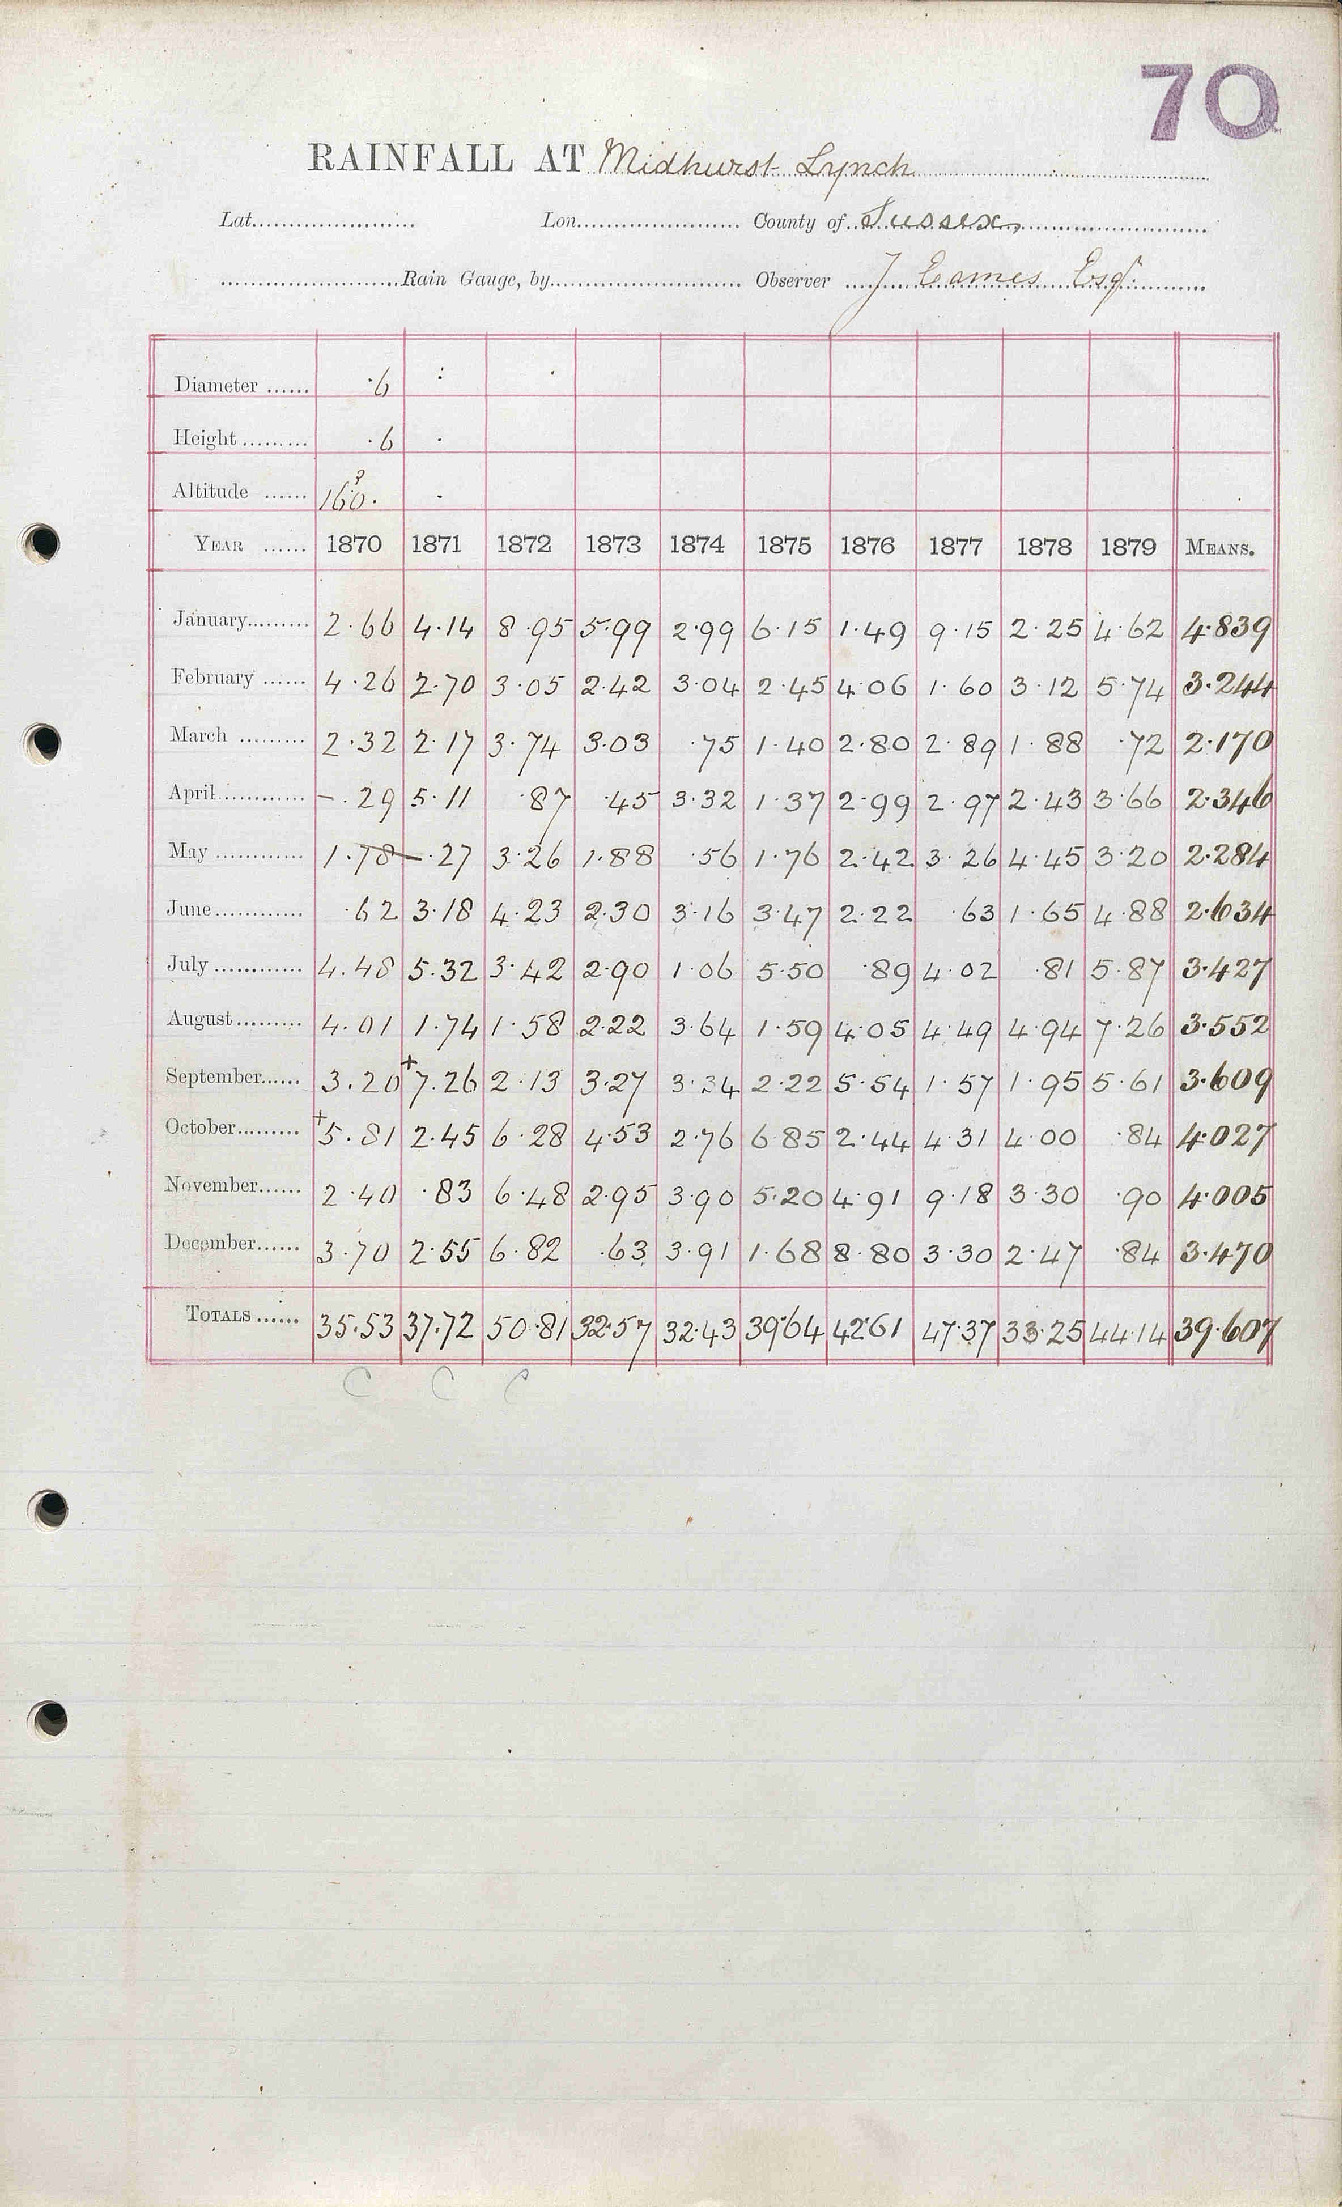 70
RAINFALL AT Midhurst Lynch
Lat. Lon. County of Sussex
Rain Gauge, by Observer J Eames Esqr
Diameter ...... ·6
Height ......... ·6
Altitude ...... 160· ?
YEAR ...... 1870 1871 1872 1873 1874 1875 1876 1877 1878 1879 MEANS.
January......... 2·66 4·14 8·95 5·99 2·99 6·15 1·49 9·15 2·25 4·62 4·839
February ...... 4·26 2·70 3·05 2·42 3·04 2·45 4·06 1·60 3·12 5·74 3·244
March ......... 2·32 2·17 3·74 3·03 ·75 1·40 2·80 2·89 1·88 ·72 2·170
April............ –·29 5·11 ·87 ·45 3·32 1·37 2·99 2·97 2·43 3·66 2·346
May ............ 1·78 –·27 3·26 1·88 ·56 1·76 2·42 3·26 4·45 3·20 2·284
June............ ·62 3·18 4·23 2·30 3·16 3·47 2·22 ·63 1·65 4·88 2·634
July ............ 4·48 5·32 3·42 2·90 1·06 5·50 ·89 4·02 ·81 5·87 3·427
August......... 4·01 1·74 1·58 2·22 3·64 1·59 4·05 4·49 4·94 7·26 3·552
September...... 3·20 +7·26 2·13 3·27 3·34 2·22 5·54 1·57 1·95 5·61 3·609
October......... +5·81 2·45 6·28 4·53 2·76 6·85 2·44 4·31 4·00 ·84 4·027
November...... 2·40 ·83 6·48 2·95 3·90 5·20 4·91 9·18 3·30 ·90 4·005
December...... 3·70 2·55 6·82 ·63 3·91 1·68 8·80 3·30 2·47 ·84 3·470
TOTALS ...... 35·53 37·72 50·81 32·57 32·43 39·64 42·61 47·37 33·25 44·14 39·607
C C C